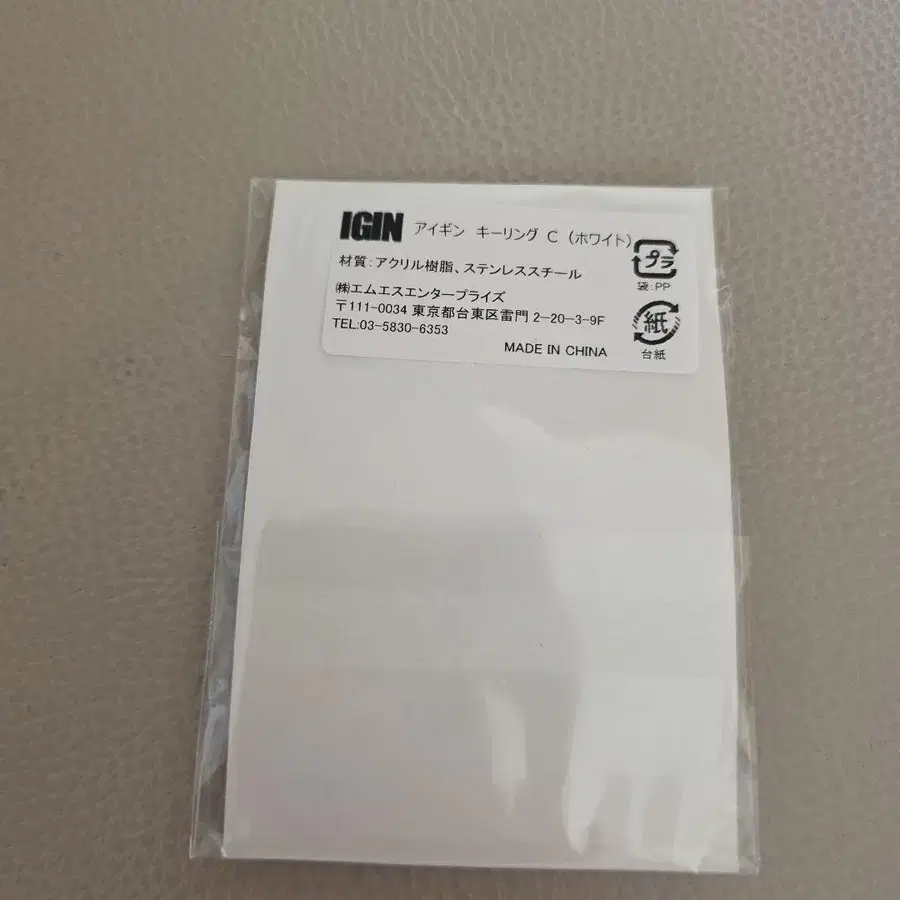 IGIN アイギン キーリング C (ホワイト)
材質:アクリル樹脂、ステンレススチール
㈱エムエスエンタープライズ
〒111-0034 東京都台東区雷門 2-20-3-9F
TEL:03-5830-6353
MADE IN CHINA
プラ
袋:PP
紙
台紙